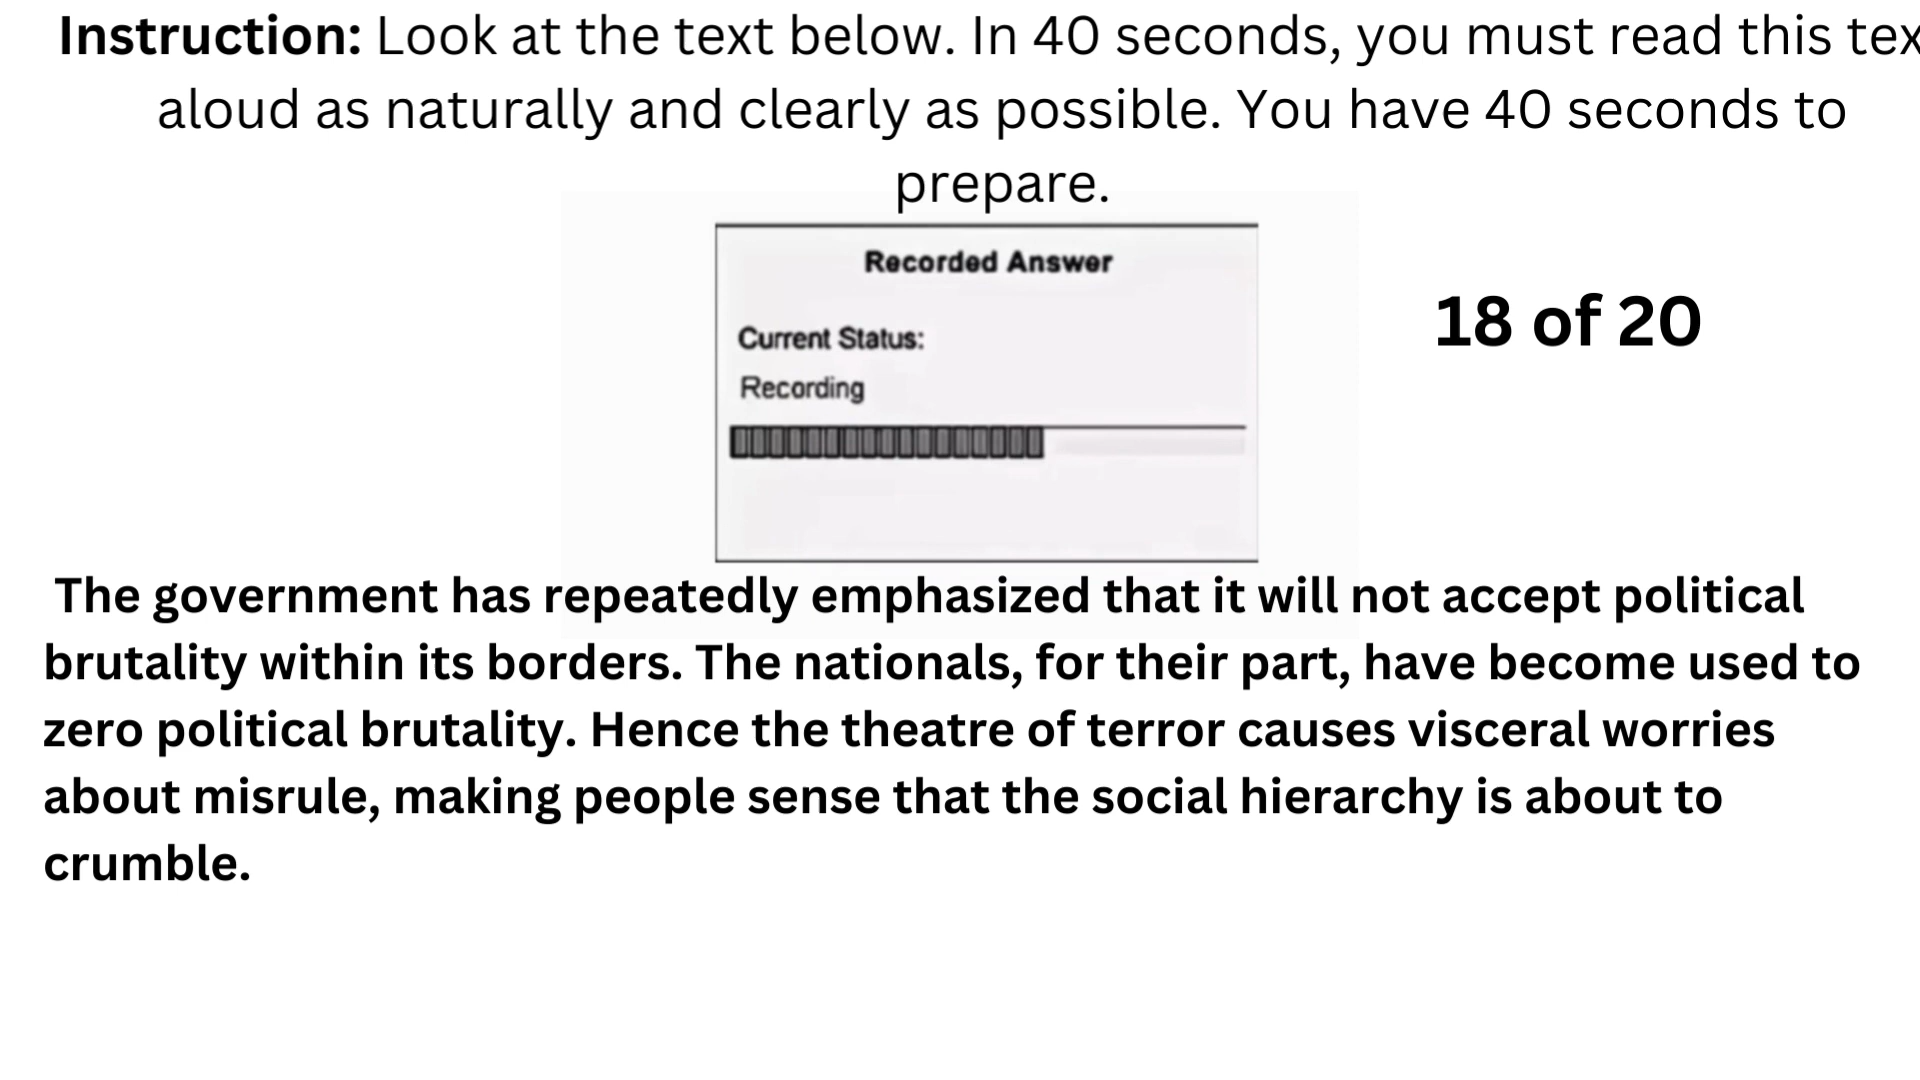 Instruction: Look at the text below. In 40 seconds, you must read this tex
aloud as naturally and clearly as possible. You have 40 seconds to
prepare.
Recorded Answer
Current Status:
Recording
18 of 20
The government has repeatedly emphasized that it will not accept political
brutality within its borders. The nationals, for their part, have become used to
zero political brutality. Hence the theatre of terror causes visceral worries
about misrule, making people sense that the social hierarchy is about to
crumble.